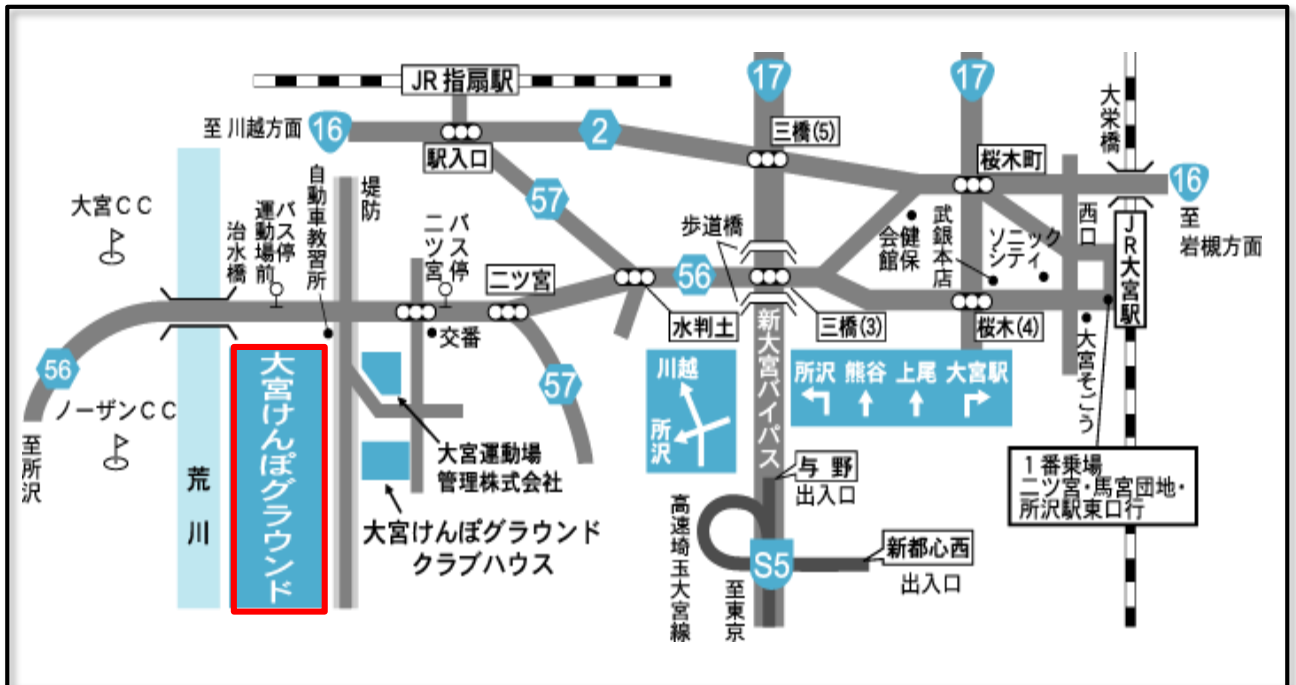 JR指扇駅
17
17
大栄橋
至 川越方面
16
2
三橋(5)
桜木町
駅入口
16
至
岩槻方面
大宮CC
治水橋
運動場前
バス停
自動車教習所
堤防
57
二ツ宮
バス停
二ツ宮
歩道橋
健保
会館
武銀本店
ソニック
シティ
西口
JR大宮駅
56
水判土
三橋(3)
桜木(4)
交番
56
57
新大宮バイパス
川越
所沢
所沢
熊谷
上尾
大宮駅
大宮そごう
ノーザンCC
至所沢
荒川
大宮けんぽグラウンド
大宮運動場
管理株式会社
大宮けんぽグラウンド
クラブハウス
与野
出入口
1番乗場
二ツ宮・馬宮団地・
所沢駅東口行
高速埼玉大宮線
S5
新都心西
出入口
至東京